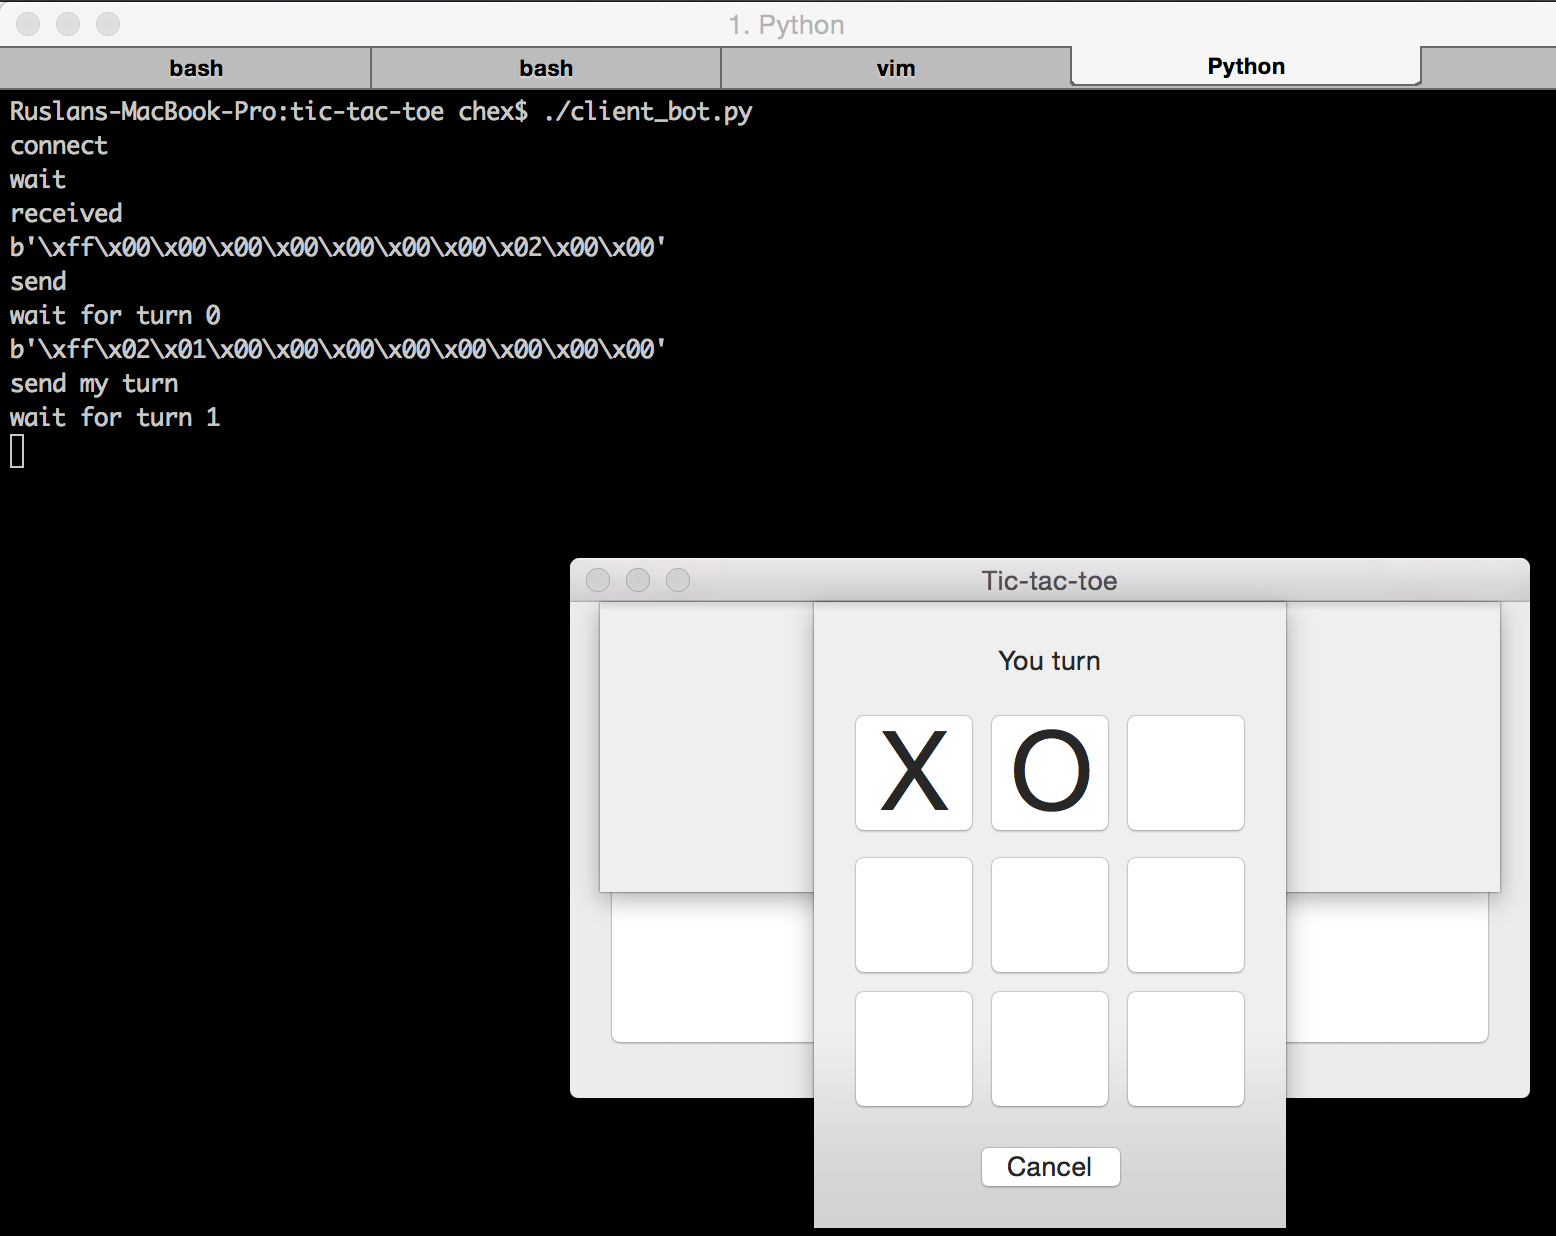 1. Python
bash bash vim Python
Ruslans-MacBook-Pro:tic-tac-toe chex$ ./client_bot.py
connect
wait
received
b'\xff\x00\x00\x00\x00\x00\x00\x00\x02\x00\x00'
send
wait for turn 0
b'\xff\x02\x01\x00\x00\x00\x00\x00\x00\x00\x00'
send my turn
wait for turn 1
Tic-tac-toe
You turn
X O
Cancel